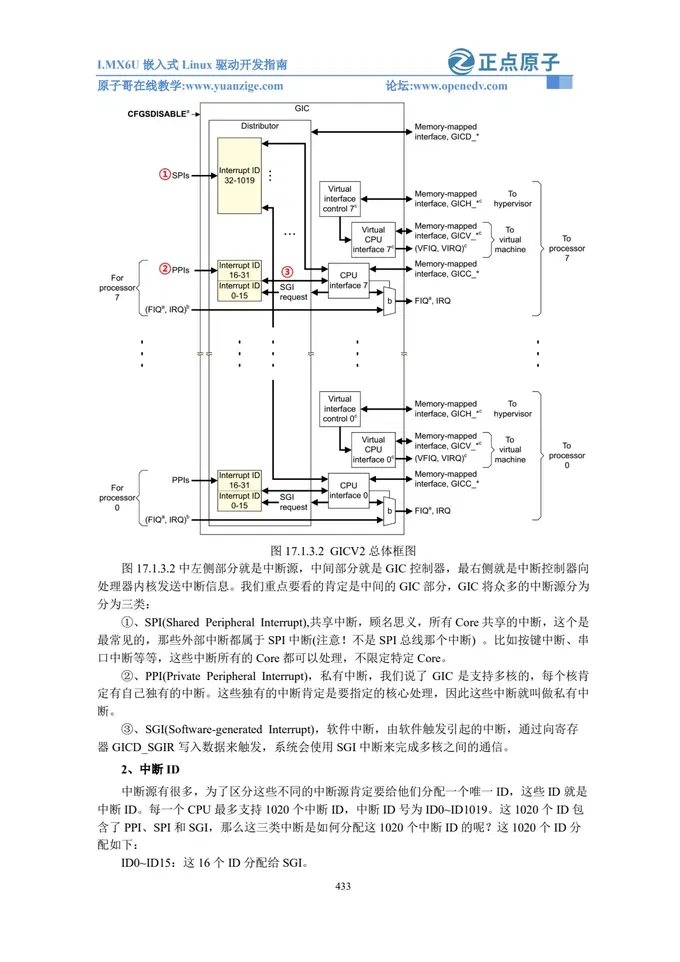 I.MX6U 嵌入式 Linux 驱动开发指南
正点原子
原子哥在线教学:www.yuanzige.com 论坛:www.openedv.com
CFGSDISABLEᵃ
GIC
Distributor
Memory-mapped
interface, GICD_*
① SPIs
Interrupt ID
32-1019
Virtual
interface
control 7ᶜ
Memory-mapped
interface, GICH_*ᶜ
To
hypervisor
Virtual
CPU
interface 7ᶜ
Memory-mapped
interface, GICV_*ᶜ
(VFIQ, VIRQ)ᶜ
To
virtual
machine
To
processor
7
② PPIs
Interrupt ID
16-31
Interrupt ID
0-15
③
SGI
request
CPU
interface 7
Memory-mapped
interface, GICC_*
For
processor
7
(FIQᵃ, IRQ)ᵇ
b
FIQᵃ, IRQ
Virtual
interface
control 0ᶜ
Memory-mapped
interface, GICH_*ᶜ
To
hypervisor
Virtual
CPU
interface 0ᶜ
Memory-mapped
interface, GICV_*ᶜ
(VFIQ, VIRQ)ᶜ
To
virtual
machine
To
processor
0
PPIs
Interrupt ID
16-31
Interrupt ID
0-15
SGI
request
CPU
interface 0
Memory-mapped
interface, GICC_*
For
processor
0
(FIQᵃ, IRQ)ᵇ
b
FIQᵃ, IRQ
图 17.1.3.2 GICV2 总体框图
图 17.1.3.2 中左侧部分就是中断源，中间部分就是 GIC 控制器，最右侧就是中断控制器向
处理器内核发送中断信息。我们重点要看的肯定是中间的 GIC 部分，GIC 将众多的中断源分为
分为三类：
①、SPI(Shared Peripheral Interrupt),共享中断，顾名思义，所有 Core 共享的中断，这个是
最常见的，那些外部中断都属于 SPI 中断(注意！不是 SPI 总线那个中断) 。比如按键中断、串
口中断等等，这些中断所有的 Core 都可以处理，不限定特定 Core。
②、PPI(Private Peripheral Interrupt)，私有中断，我们说了 GIC 是支持多核的，每个核肯
定有自己独有的中断。这些独有的中断肯定是要指定的核心处理，因此这些中断就叫做私有中
断。
③、SGI(Software-generated Interrupt)，软件中断，由软件触发引起的中断，通过向寄存
器 GICD_SGIR 写入数据来触发，系统会使用 SGI 中断来完成多核之间的通信。
2、中断 ID
中断源有很多，为了区分这些不同的中断源肯定要给他们分配一个唯一 ID，这些 ID 就是
中断 ID。每一个 CPU 最多支持 1020 个中断 ID，中断 ID 号为 ID0~ID1019。这 1020 个 ID 包
含了 PPI、SPI 和 SGI，那么这三类中断是如何分配这 1020 个中断 ID 的呢？这 1020 个 ID 分
配如下：
ID0~ID15：这 16 个 ID 分配给 SGI。
433